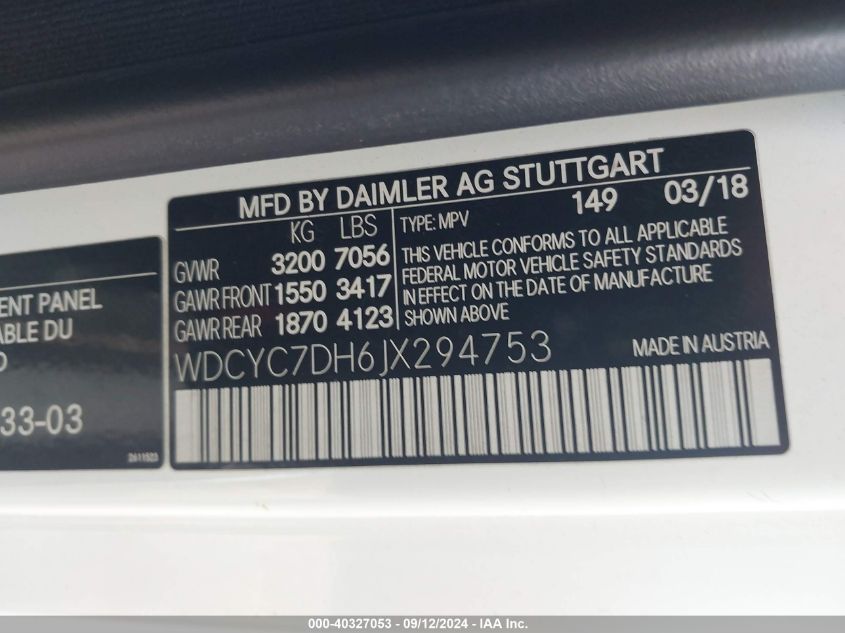 MFD BY DAIMLER AG STUTTGART
KG LBS
GVWR 3200 7056
GAWR FRONT 1550 3417
GAWR REAR 1870 4123
TYPE: MPV 149 03/18
THIS VEHICLE CONFORMS TO ALL APPLICABLE
FEDERAL MOTOR VEHICLE SAFETY STANDARDS
IN EFFECT ON THE DATE OF MANUFACTURE
SHOWN ABOVE
WDCYC7DH6JX294753
MADE IN AUSTRIA
ENT PANEL
ABLE DU
33-03
2611523
000-40327053 - 09/12/2024 - IAA Inc.